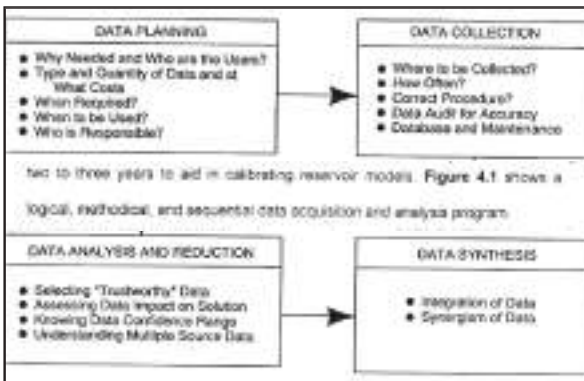 DATA PLANNING
● Why Needed and Who are the Users?
● Type and Quantity of Data and at
What Costs
● When Required?
● When to be Used?
● Who is Responsible?
DATA COLLECTION
● Where to be Collected?
● How Often?
● Correct Procedure?
● Data Audit for Accuracy
● Database and Maintenance
two to three years to aid in calibrating reservoir models. Figure 4.1 shows a
logical, methodical, and sequential data acquisition and analysis program.
DATA ANALYSIS AND REDUCTION
● Selecting "Trustworthy" Data
● Assessing Data Impact on Solution
● Knowing Data Confidence Range
● Understanding Multiple Source Data
DATA SYNTHESIS
● Integration of Data
● Synergism of Data